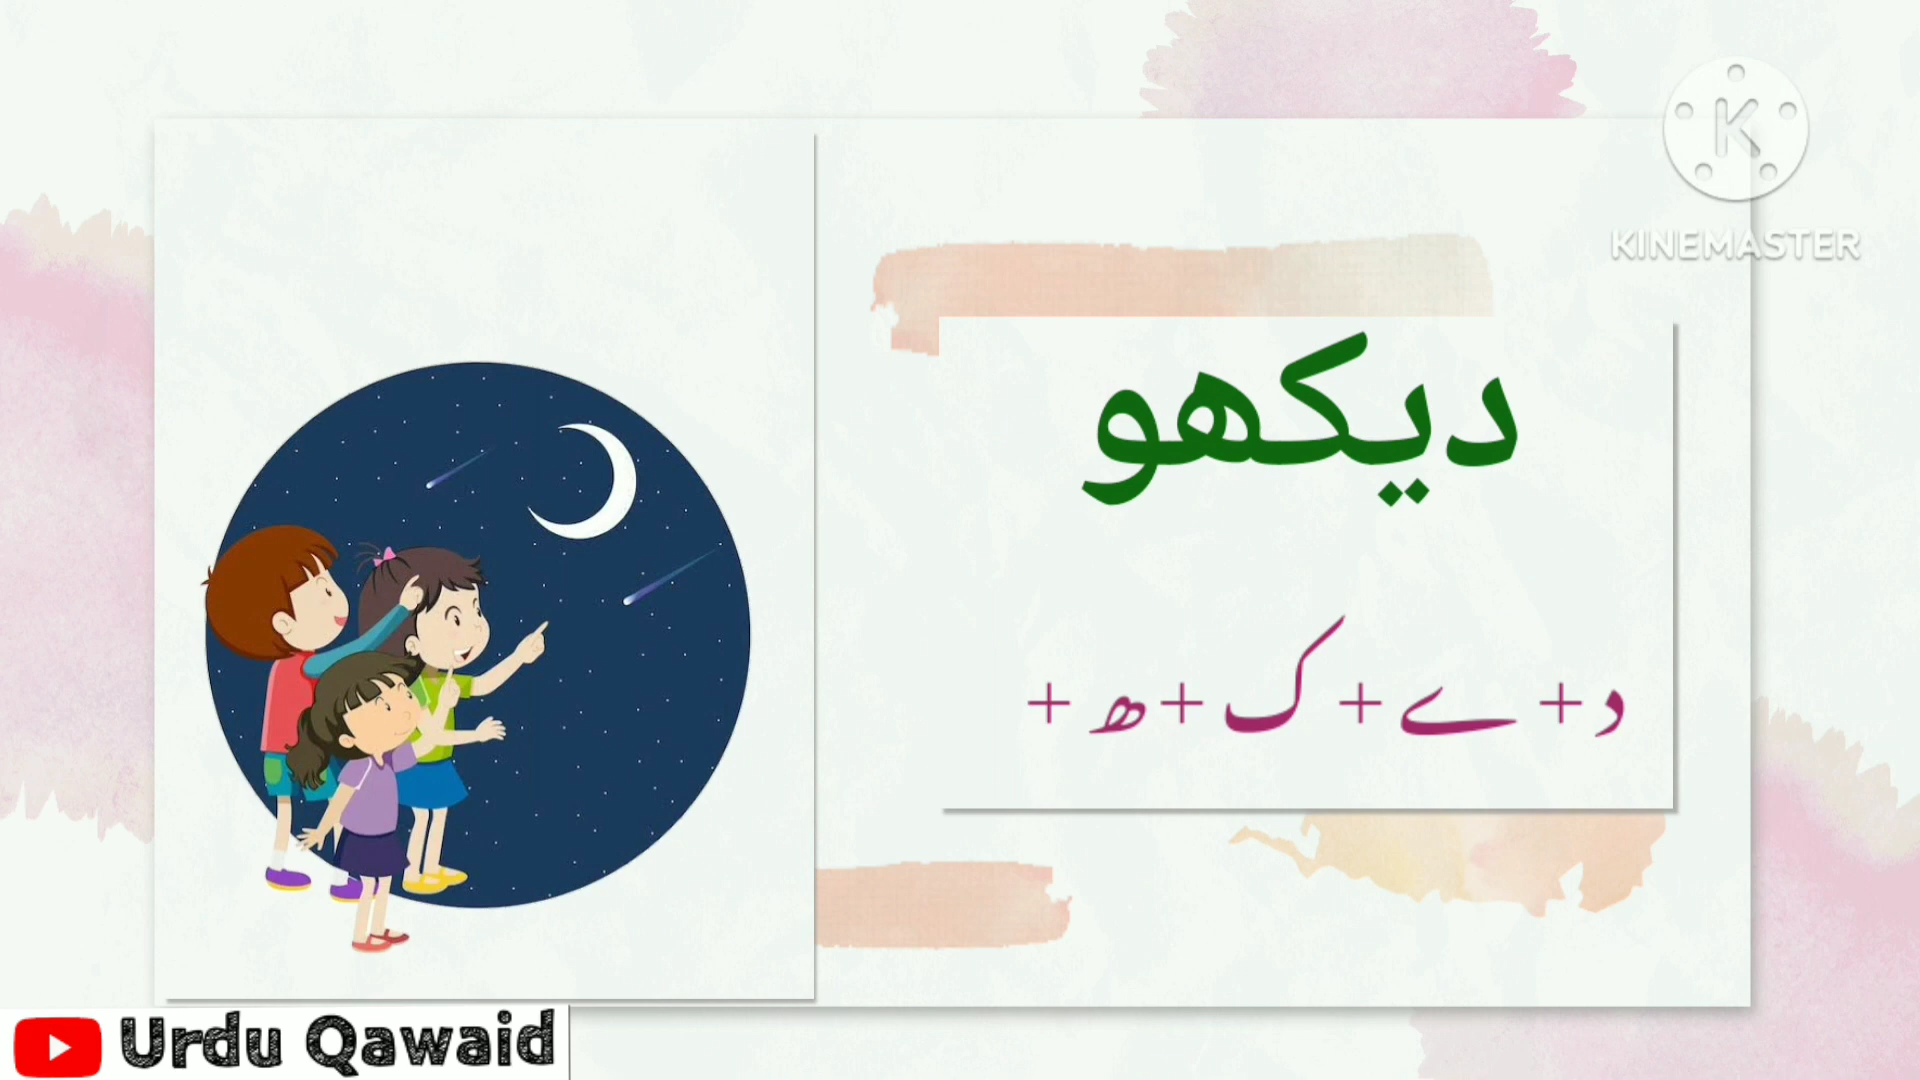 KINEMASTER
دیکھو
د + ے + ک + ھ +
Urdu Qawaid